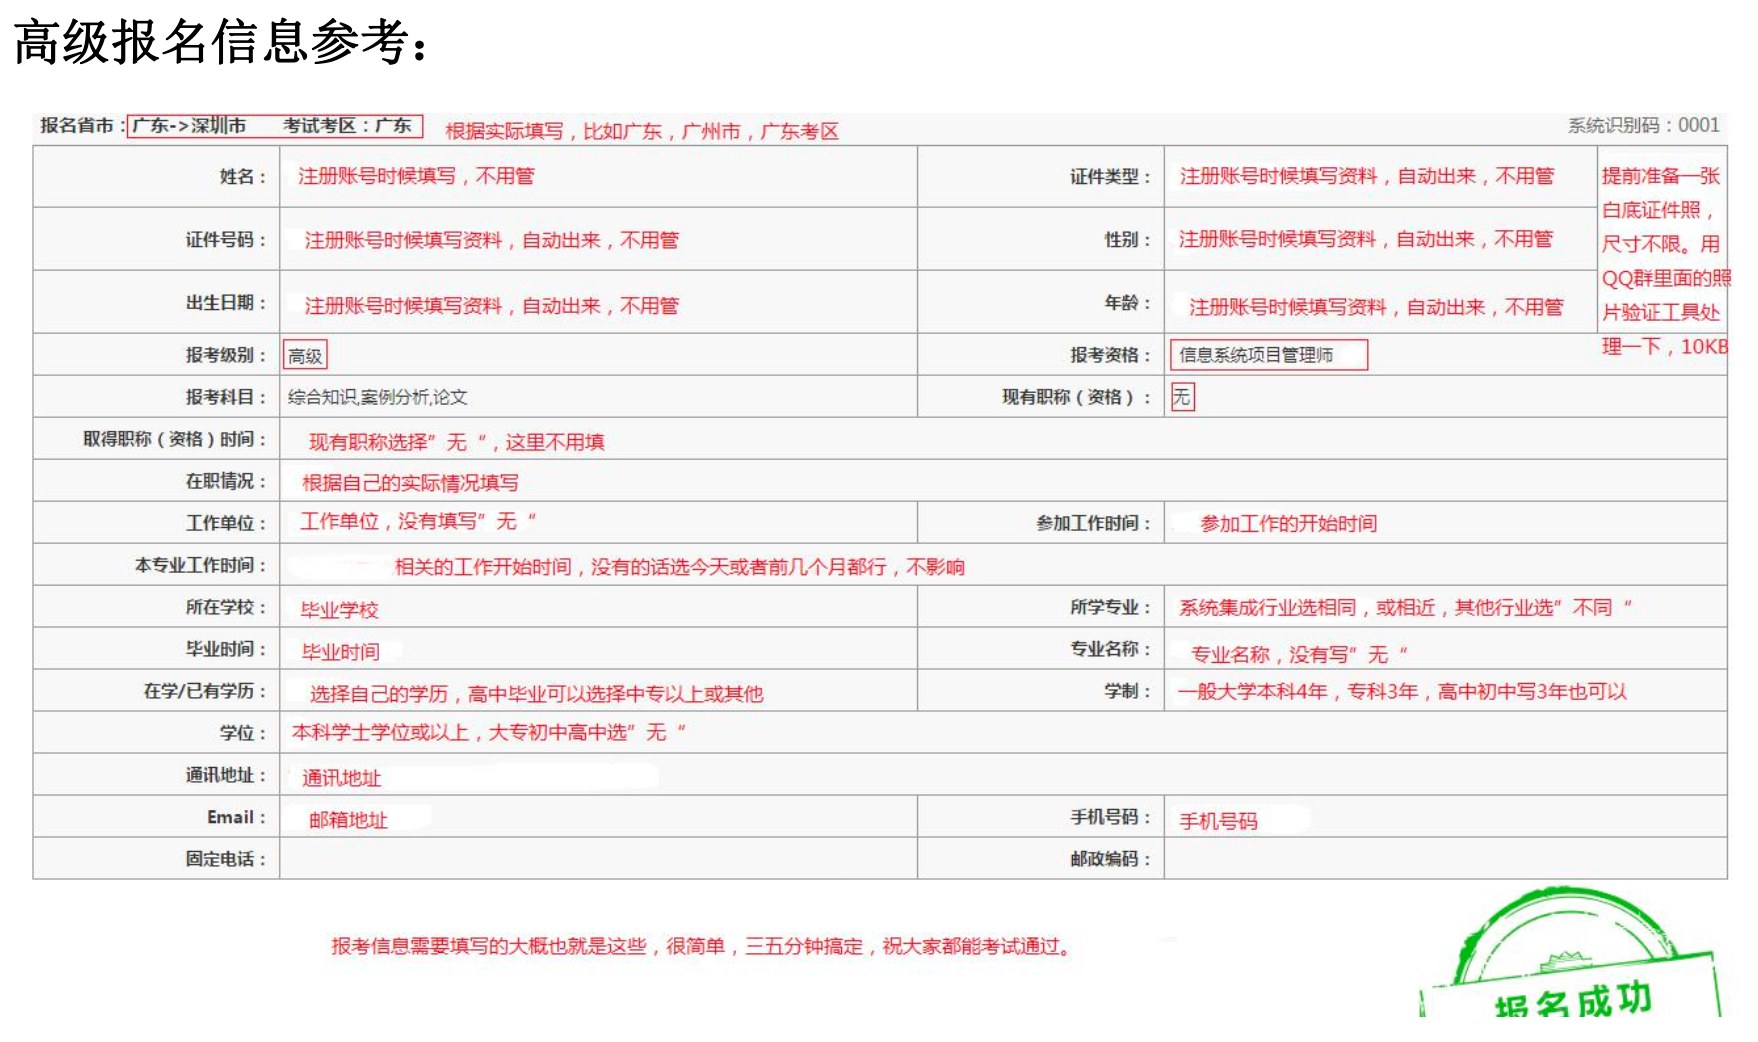 高级报名信息参考：
报名省市：广东->深圳市 考试考区：广东 根据实际填写，比如广东，广州市，广东考区 系统识别码：0001
姓名： 注册账号时候填写，不用管 证件类型： 注册账号时候填写资料，自动出来，不用管 提前准备一张
白底证件照，
证件号码： 注册账号时候填写资料，自动出来，不用管 性别： 注册账号时候填写资料，自动出来，不用管 尺寸不限。用
QQ群里面的照
出生日期： 注册账号时候填写资料，自动出来，不用管 年龄： 注册账号时候填写资料，自动出来，不用管 片验证工具处
报考级别： 高级 报考资格： 信息系统项目管理师 理一下，10KB
报考科目： 综合知识,案例分析,论文 现有职称（资格）： 无
取得职称（资格）时间： 现有职称选择”无“，这里不用填
在职情况： 根据自己的实际情况填写
工作单位： 工作单位，没有填写”无“ 参加工作时间： 参加工作的开始时间
本专业工作时间： 相关的工作开始时间，没有的话选今天或者前几个月都行，不影响
所在学校： 毕业学校 所学专业： 系统集成行业选相同，或相近，其他行业选”不同“
毕业时间： 毕业时间 专业名称： 专业名称，没有写”无“
在学/已有学历： 选择自己的学历，高中毕业可以选择中专以上或其他 学制： 一般大学本科4年，专科3年，高中初中写3年也可以
学位： 本科学士学位或以上，大专初中高中选”无“
通讯地址： 通讯地址
Email： 邮箱地址 手机号码： 手机号码
固定电话： 邮政编码：
报考信息需要填写的大概也就是这些，很简单，三五分钟搞定，祝大家都能考试通过。
报名成功